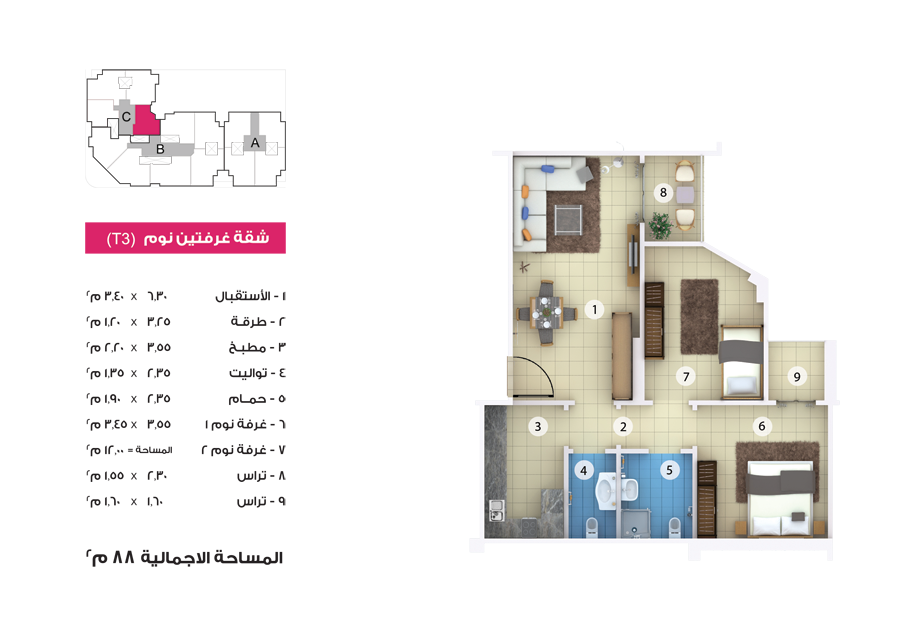 C
B
A
شقة غرفتين نوم (T3)
١ - الأستقبال ٦,٣٠ x ٣,٤٠ م٢
٢ - طرقة ٣,٢٥ x ١,٢٠ م٢
٣ - مطبخ ٣,٥٥ x ٢,٢٠ م٢
٤ - تواليت ٢,٣٥ x ١,٣٥ م٢
٥ - حمـام ٢,٣٥ x ١,٩٠ م٢
٦ - غرفة نوم ١ ٣,٥٥ x ٣,٤٥ م٢
٧ - غرفة نوم ٢ المساحة = ١٢,٠٠ م٢
٨ - تراس ٢,٣٠ x ١,٥٥ م٢
٩ - تراس ١,٦٠ x ١,٦٠ م٢
المساحة الاجمالية ٨٨ م٢
8
1
7
9
3
2
6
4
5